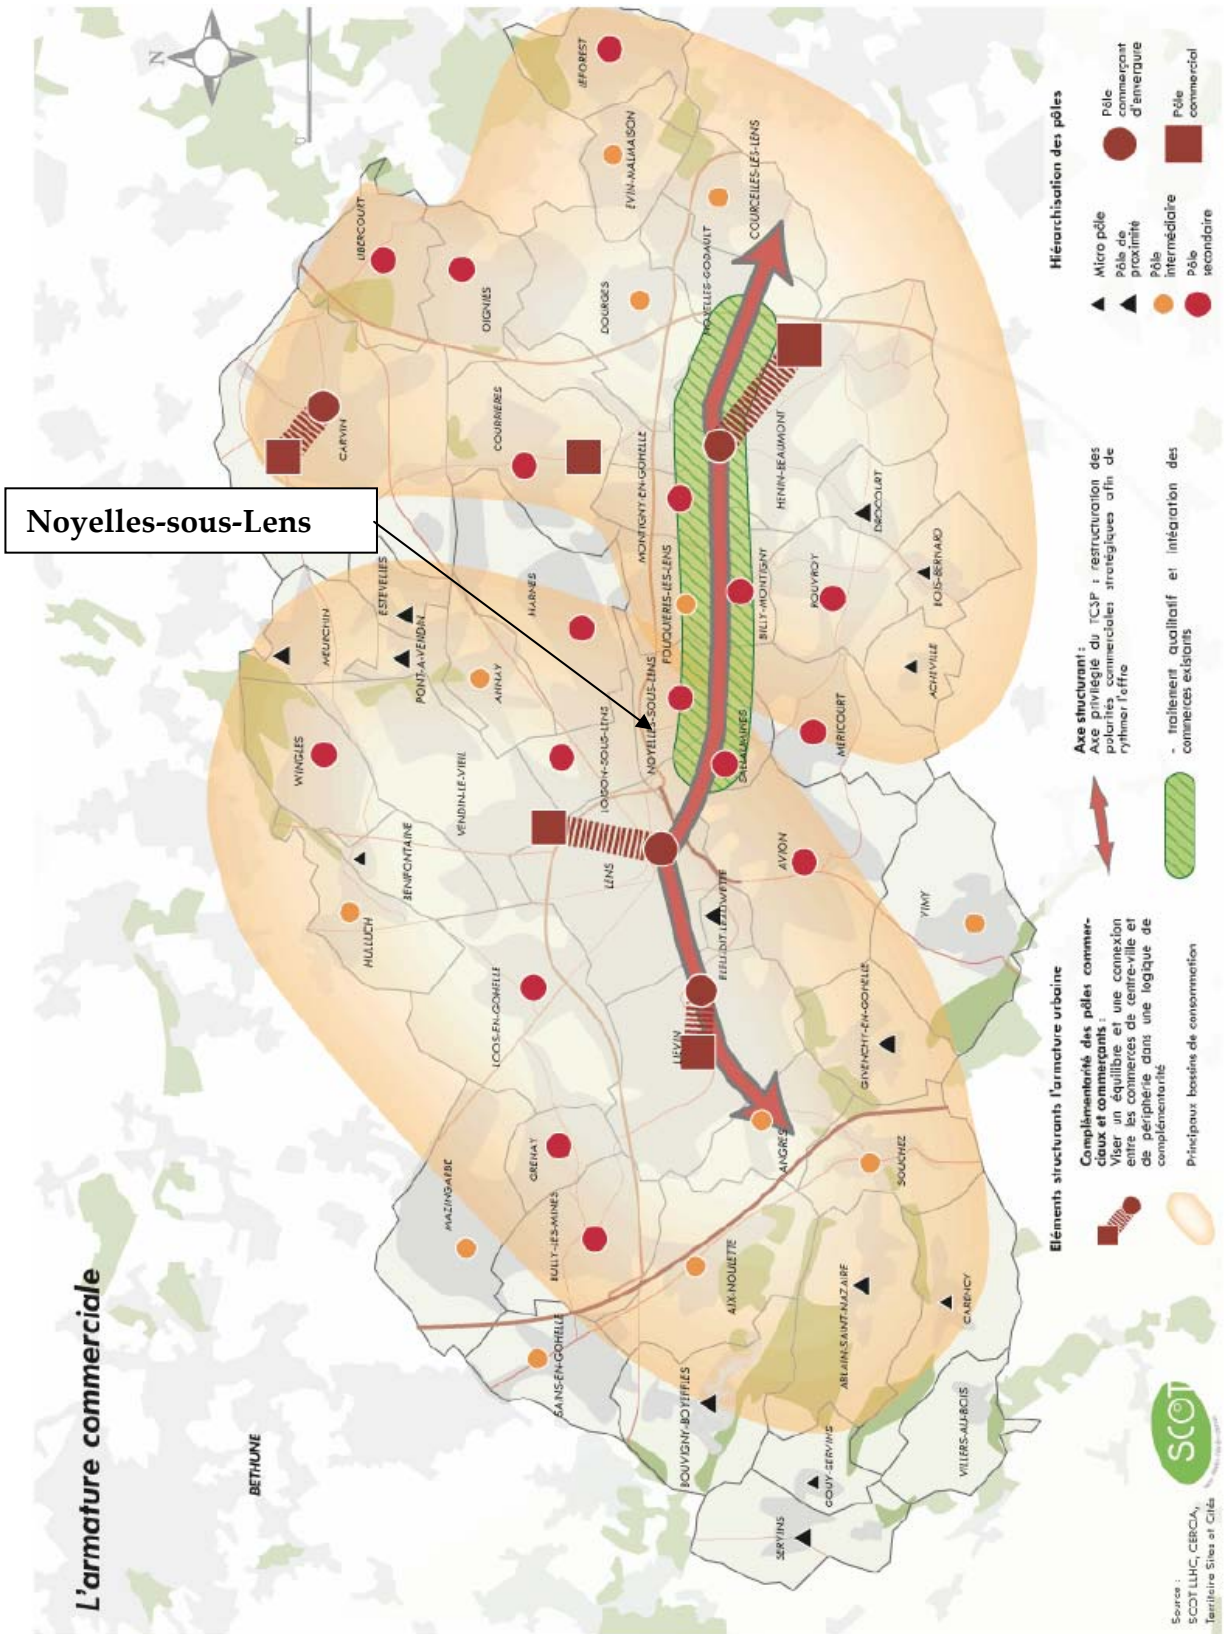 L'armature commerciale
BETHUNE
N
0
Noyelles-sous-Lens
LEFOREST
EVIN-MALMAISON
COURCELLES-LES-LENS
LIBERCOURT
OIGNIES
DOURGES
NOYELLES-GODAULT
CARVIN
COURRIERES
MONTIGNY-EN-GOHELLE
HENIN-BEAUMONT
DROCOURT
BOIS-BERNARD
ESTEVELLES
MEURCHIN
PONT-A-VENDIN
HARNES
ANNAY
FOUQUIERES-LES-LENS
BILLY-MONTIGNY
ROUVROY
ACHEVILLE
WINGLES
VENDIN-LE-VIEIL
LOISON-SOUS-LENS
NOYELLES-SOUS-LENS
SALLAUMINES
MERICOURT
BENIFONTAINE
HULLUCH
LENS
AVION
ELEU-DIT-LEAUWETTE
VIMY
LOOS-EN-GOHELLE
LIEVIN
GIVENCHY-EN-GOHELLE
MAZINGARBE
GRENAY
BULLY-LES-MINES
ANGRES
SOUCHEZ
SAINS-EN-GOHELLE
AIX-NOULETTE
ABLAIN-SAINT-NAZAIRE
CARENCY
BOUVIGNY-BOYEFFLES
GOUY-SERVINS
SERVINS
VILLERS-AU-BOIS
Eléments structurants l'armature urbaine
Complémentarité des pôles commer-
ciaux et commerçants :
Viser un équilibre et une connexion
entre les commerces de centre-ville et
de périphérie dans une logique de
complémentarité
Principaux bassins de consommation
Axe structurant :
Axe privilégié du TCSP : restructuration des
polarités commerciales stratégiques afin de
rythmer l'offre
- traitement qualitatif et intégration des
commerces existants
Hiérarchisation des pôles
Micro pôle
Pôle de
proximité
Pôle
intermédiaire
Pôle
secondaire
Pôle
commerçant
d'envergure
Pôle
commercial
Source :
SCOT LLHC, CERCIA,
Territoire Sites et Cités
SCOT